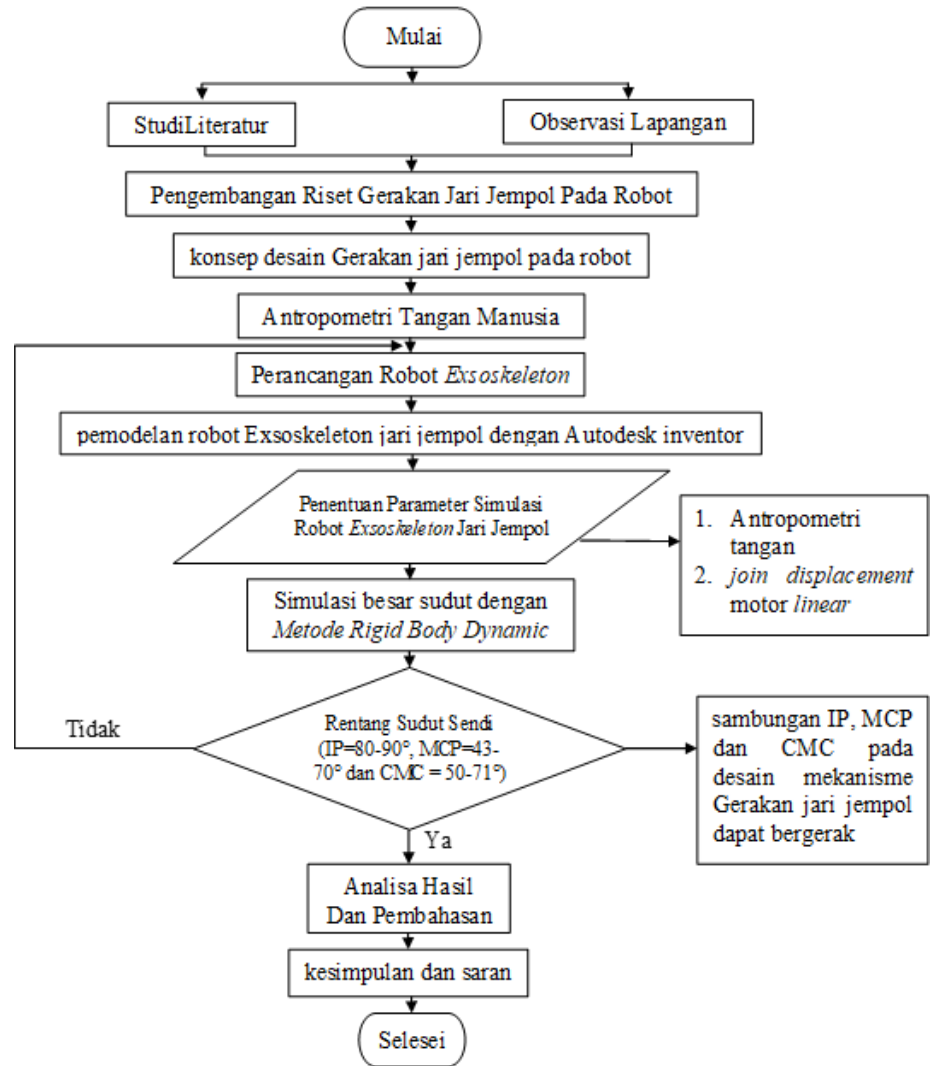 Mulai
StudiLiteratur
Observasi Lapangan
Pengembangan Riset Gerakan Jari Jempol Pada Robot
konsep desain Gerakan jari jempol pada robot
Antropometri Tangan Manusia
Perancangan Robot Exsoskeleton
pemodelan robot Exsoskeleton jari jempol dengan Autodesk inventor
Penentuan Parameter Simulasi
Robot Exsoskeleton Jari Jempol
1. Antropometri
tangan
2. join displacement
motor linear
Simulasi besar sudut dengan
Metode Rigid Body Dynamic
Tidak
Rentang Sudut Sendi
(IP=80-90°, MCP=43-
70° dan CMC = 50-71°)
sambungan IP, MCP
dan CMC pada
desain mekanisme
Gerakan jari jempol
dapat bergerak
Ya
Analisa Hasil
Dan Pembahasan
kesimpulan dan saran
Selesei